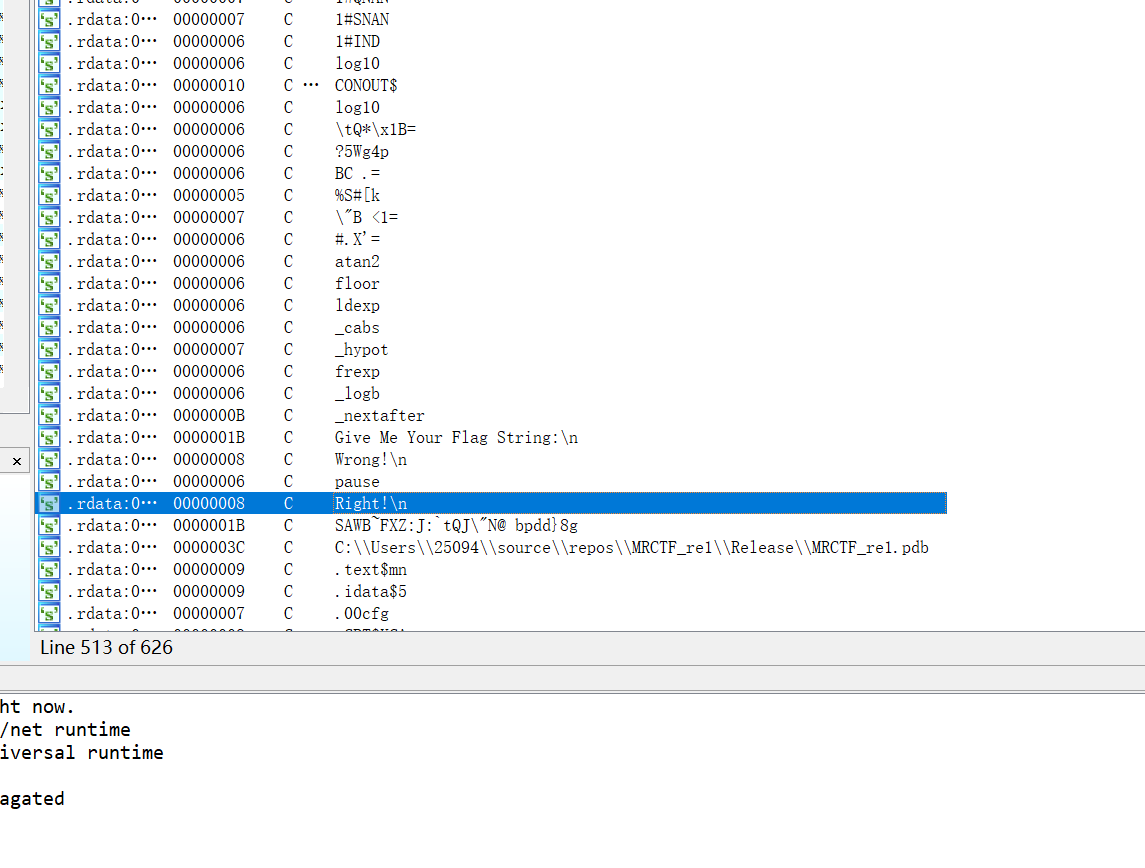 .rdata:0… 00000007 C 1#QNAN
.rdata:0… 00000007 C 1#SNAN
.rdata:0… 00000006 C 1#IND
.rdata:0… 00000006 C log10
.rdata:0… 00000010 C … CONOUT$
.rdata:0… 00000006 C log10
.rdata:0… 00000006 C \tQ*\x1B=
.rdata:0… 00000006 C ?5Wg4p
.rdata:0… 00000006 C BC .=
.rdata:0… 00000005 C %S#[k
.rdata:0… 00000007 C \"B <1=
.rdata:0… 00000006 C #.X'=
.rdata:0… 00000006 C atan2
.rdata:0… 00000006 C floor
.rdata:0… 00000006 C ldexp
.rdata:0… 00000006 C _cabs
.rdata:0… 00000007 C _hypot
.rdata:0… 00000006 C frexp
.rdata:0… 00000006 C _logb
.rdata:0… 0000000B C _nextafter
.rdata:0… 0000001B C Give Me Your Flag String:\n
.rdata:0… 00000008 C Wrong!\n
.rdata:0… 00000006 C pause
.rdata:0… 00000008 C Right!\n
.rdata:0… 0000001B C SAWB~FXZ:J:`tQJ\"N@ bpdd}8g
.rdata:0… 0000003C C C:\\Users\\25094\\source\\repos\\MRCTF_re1\\Release\\MRCTF_re1.pdb
.rdata:0… 00000009 C .text$mn
.rdata:0… 00000009 C .idata$5
.rdata:0… 00000007 C .00cfg
Line 513 of 626
ht now.
/net runtime
iversal runtime
agated